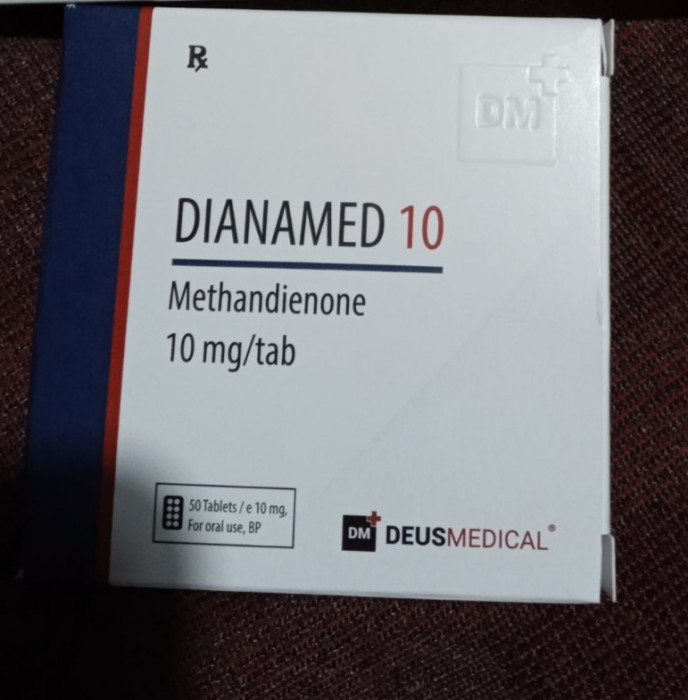 ℞
DM
DIANAMED 10
Methandienone
10 mg/tab
50 Tablets / e 10 mg,
For oral use, BP
DM DEUSMEDICAL®